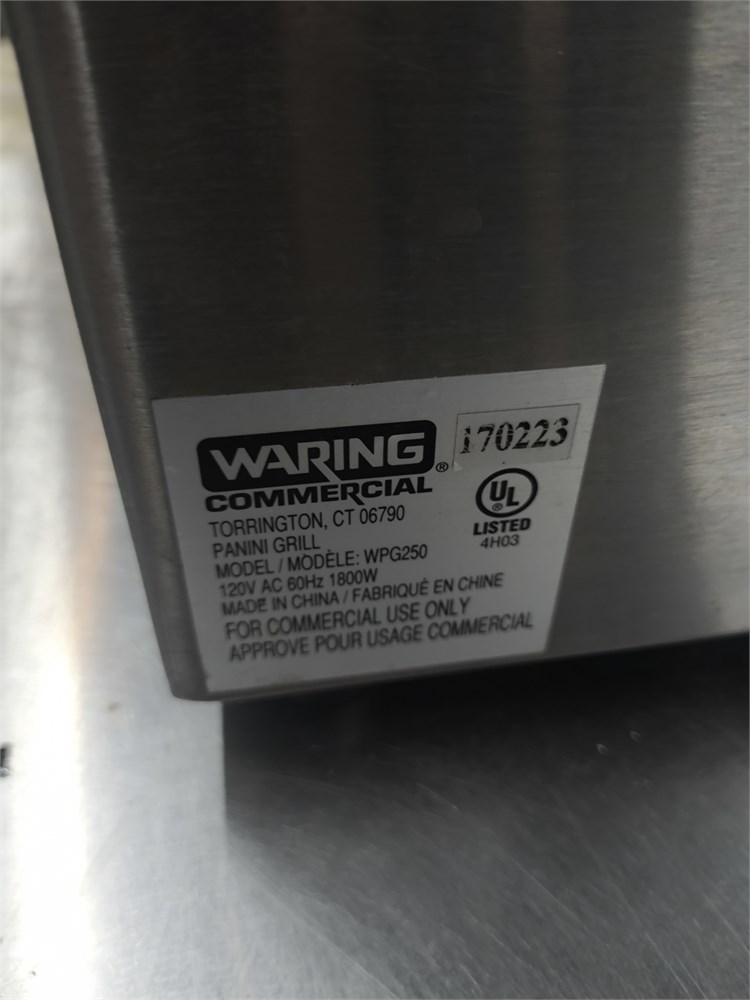 WARING®
COMMERCIAL
170223
UL®
LISTED
4H03
TORRINGTON, CT 06790
PANINI GRILL
MODEL / MODÈLE: WPG250
120V AC 60Hz 1800W
MADE IN CHINA / FABRIQUÉ EN CHINE
FOR COMMERCIAL USE ONLY
APPROVE POUR USAGE COMMERCIAL